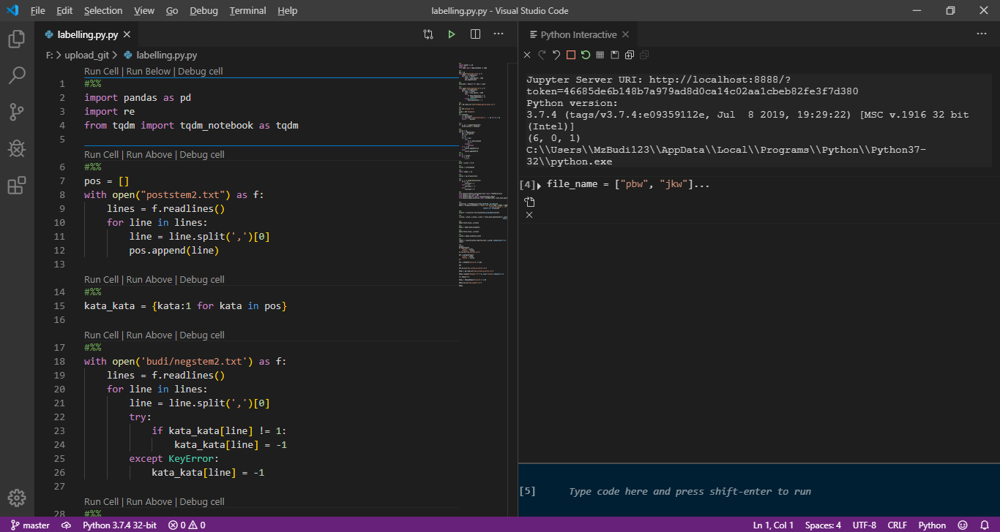 File Edit Selection View Go Debug Terminal Help labelling.py.py - Visual Studio Code
labelling.py.py
F: > upload_git > labelling.py.py
Run Cell | Run Below | Debug cell
1 #%%
2 import pandas as pd
3 import re
4 from tqdm import tqdm_notebook as tqdm
5
Run Cell | Run Above | Debug cell
6 #%%
7 pos = []
8 with open("poststem2.txt") as f:
9 lines = f.readlines()
10 for line in lines:
11 line = line.split(',')[0]
12 pos.append(line)
13
Run Cell | Run Above | Debug cell
14 #%%
15 kata_kata = {kata:1 for kata in pos}
16
Run Cell | Run Above | Debug cell
17 #%%
18 with open('budi/negstem2.txt') as f:
19 lines = f.readlines()
20 for line in lines:
21 line = line.split(',')[0]
22 try:
23 if kata_kata[line] != 1:
24 kata_kata[line] = -1
25 except KeyError:
26 kata_kata[line] = -1
27
Run Cell | Run Above | Debug cell
28 #%%
Python Interactive
Jupyter Server URI: http://localhost:8888/?
token=46685de6b148b7a979ad8d0ca14c02aa1cbeb82fe3f7d380
Python version:
3.7.4 (tags/v3.7.4:e09359112e, Jul 8 2019, 19:29:22) [MSC v.1916 32 bit
(Intel)]
(6, 0, 1)
C:\\Users\\MzBudi123\\AppData\\Local\\Programs\\Python\\Python37-
32\\python.exe
[4] file_name = ["pbw", "jkw"]...
[5] Type code here and press shift-enter to run
master Python 3.7.4 32-bit 0 0 Ln 1, Col 1 Spaces: 4 UTF-8 CRLF Python